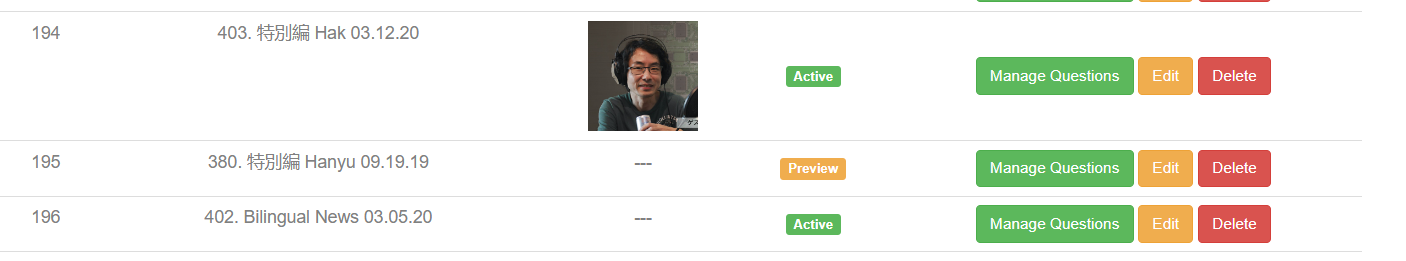 194 403. 特別編 Hak 03.12.20 Active Manage Questions Edit Delete
195 380. 特別編 Hanyu 09.19.19 --- Preview Manage Questions Edit Delete
196 402. Bilingual News 03.05.20 --- Active Manage Questions Edit Delete